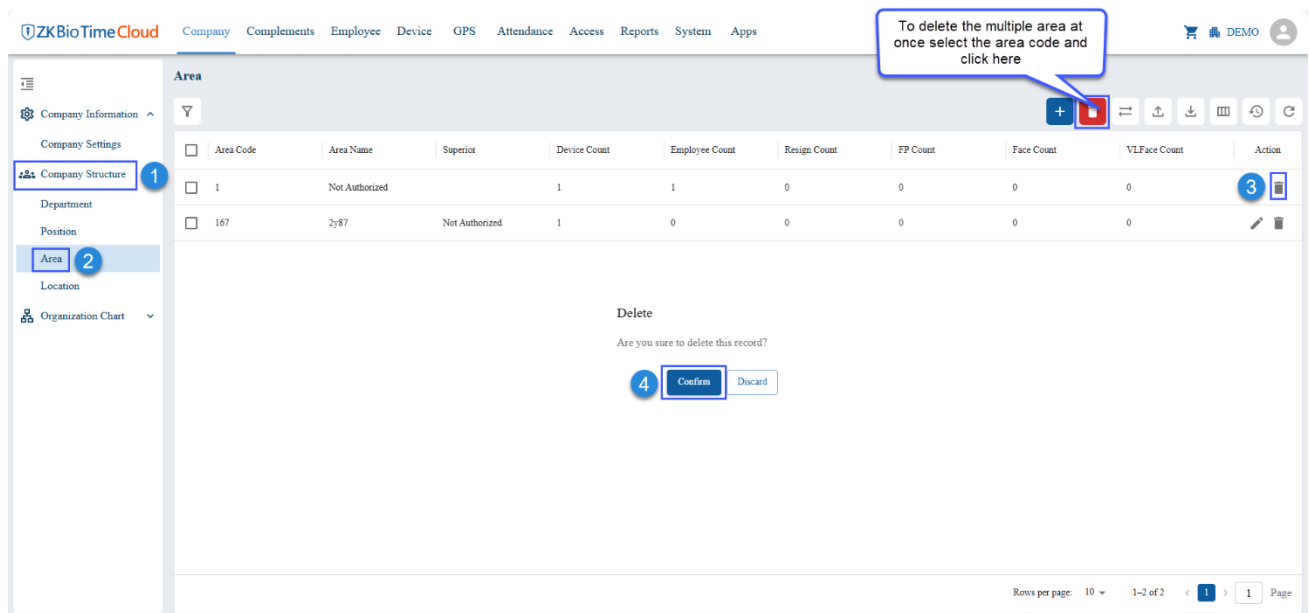 ZKBioTime Cloud Company Complements Employee Device GPS Attendance Access Reports System Apps DEMO
To delete the multiple area at
once select the area code and
click here
Area
Company Information
Company Settings
Company Structure 1
Department
Position
Area 2
Location
Organization Chart
Area Code Area Name Superior Device Count Employee Count Resign Count FP Count Face Count VLFace Count Action
1 Not Authorized 1 1 0 0 0 0 3
167 2y87 Not Authorized 1 0 0 0 0 0
Delete
Are you sure to delete this record?
4 Confirm Discard
Rows per page: 10 1–2 of 2 < 1 > 1 Page